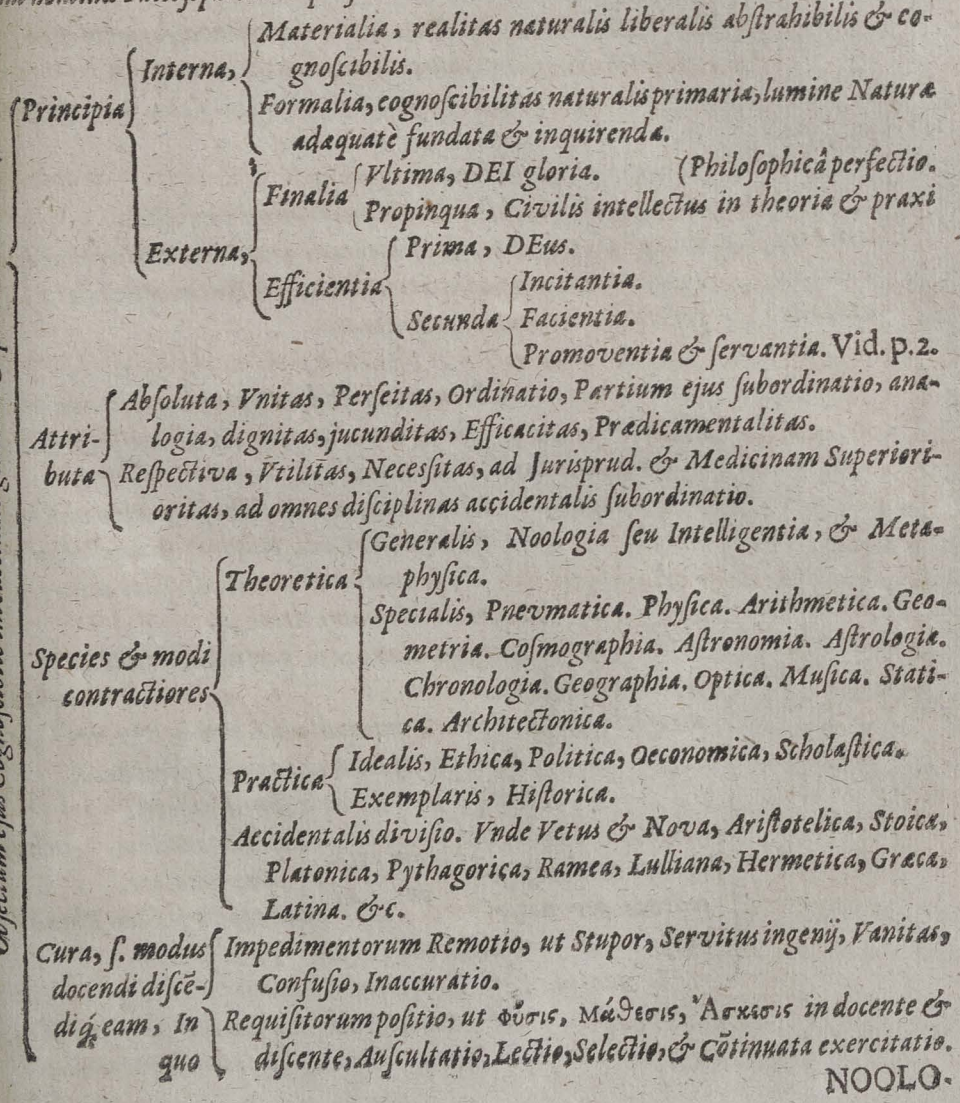 Materialia, realitas naturalis liberalis abſtrahibilis & co-
gnoſcibilis.
Interna,
Principia
Formalia, cognoſcibilitas naturalis primaria, lumine Naturæ
adæquatè fundata & inquirenda.
Finalia
Vltima, DEI gloria. (Philoſophicâ perfectio.
Propinqua, Civilis intellectus in theoria & praxi
Externa,
Prima, DEus.
Efficientia
Secunda
Incitantia.
Facientia.
Promoventia & ſervantia. Vid. p. 2.
Attri-
buta
Abſoluta, Vnitas, Perſeitas, Ordinatio, Partium ejus ſubordinatio, ana-
logia, dignitas, jucunditas, Efficacitas, Prædicamentalitas.
Reſpectiva, Vtilitas, Neceſſitas, ad Jurisprud. & Medicinam Superiori-
oritas, ad omnes diſciplinas accidentalis ſubordinatio.
Species & modi
contractiores
Theoretica
Generalis, Noologia ſeu Intelligentia, & Meta-
phyſica.
Specialis, Pnevmatica. Phyſica. Arithmetica. Geo-
metria. Coſmographia. Aſtronomia. Aſtrologia.
Chronologia. Geographia. Optica. Muſica. Stati-
ca. Architectonica.
Practica
Idealis, Ethica, Politica, Oeconomica, Scholaſtica.
Exemplaris, Hiſtorica.
Accidentalis diviſio. Vnde Vetus & Nova, Ariſtotelica, Stoica,
Platonica, Pythagorica, Ramea, Lulliana, Hermetica, Græca,
Latina. &c.
Cura, ſ. modus
docendi diſcē-
diq́; eam, In
quo
Impedimentorum Remotio, ut Stupor, Servitus ingenij, Vanitas,
Confuſio, Inaccuratio.
Requiſitorum poſitio, ut Φύσις, Μάθεσις, Ἄσκεσις in docente &
diſcente, Auſcultatio, Lectio, Selectio, & Cōtinuata exercitatio.
NOOLO-